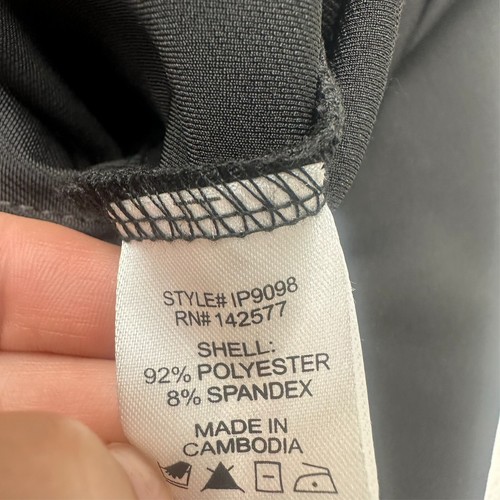 STYLE# IP9098
RN# 142577
SHELL:
92% POLYESTER
8% SPANDEX
MADE IN
CAMBODIA